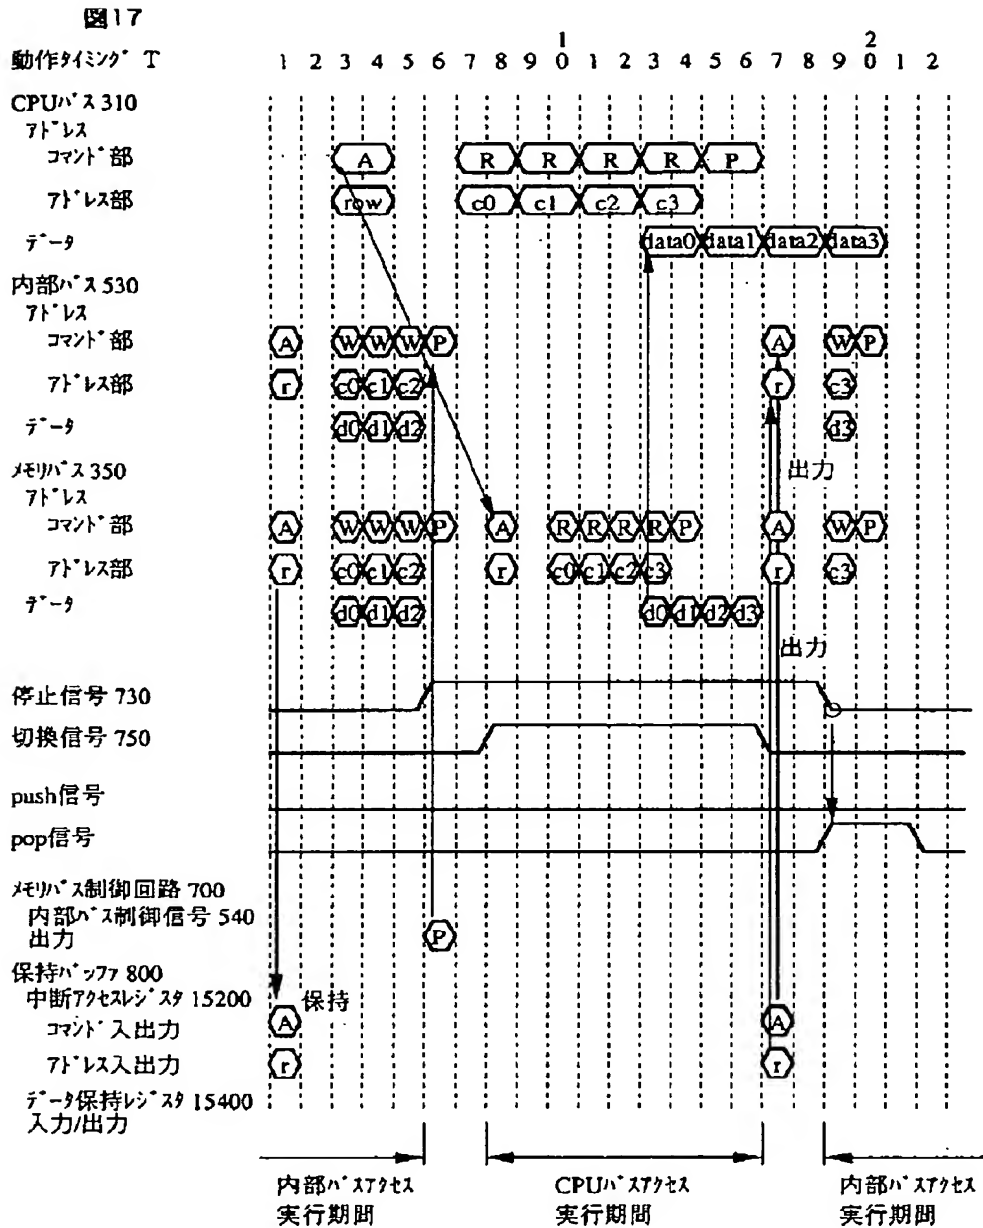 図17
1 2
動作タイミング T 1 2 3 4 5 6 7 8 9 0 1 2 3 4 5 6 7 8 9 0 1 2
CPUバス 310
アドレス
コマンド部 A R R R R P
アドレス部 row c0 c1 c2 c3
データ data0 data1 data2 data3
内部バス 530
アドレス
コマンド部 A W W W P A W P
アドレス部 r c0 c1 c2 r c3
データ d0 d1 d2 d3
メモリバス 350
出力
アドレス
コマンド部 A W W W P A R R R R P A W P
アドレス部 r c0 c1 c2 r c0 c1 c2 c3 r c3
データ d0 d1 d2 d0 d1 d2 d3
出力
停止信号 730
切換信号 750
push信号
pop信号
メモリバス制御回路 700
内部バス制御信号 540
出力 P
保持バッファ 800
中断アクセスレジスタ 15200 保持
コマンド入出力 A A
アドレス入出力 r r
データ保持レジスタ 15400
入力/出力
内部バスアクセス CPUバスアクセス 内部バスアクセス
実行期間 実行期間 実行期間